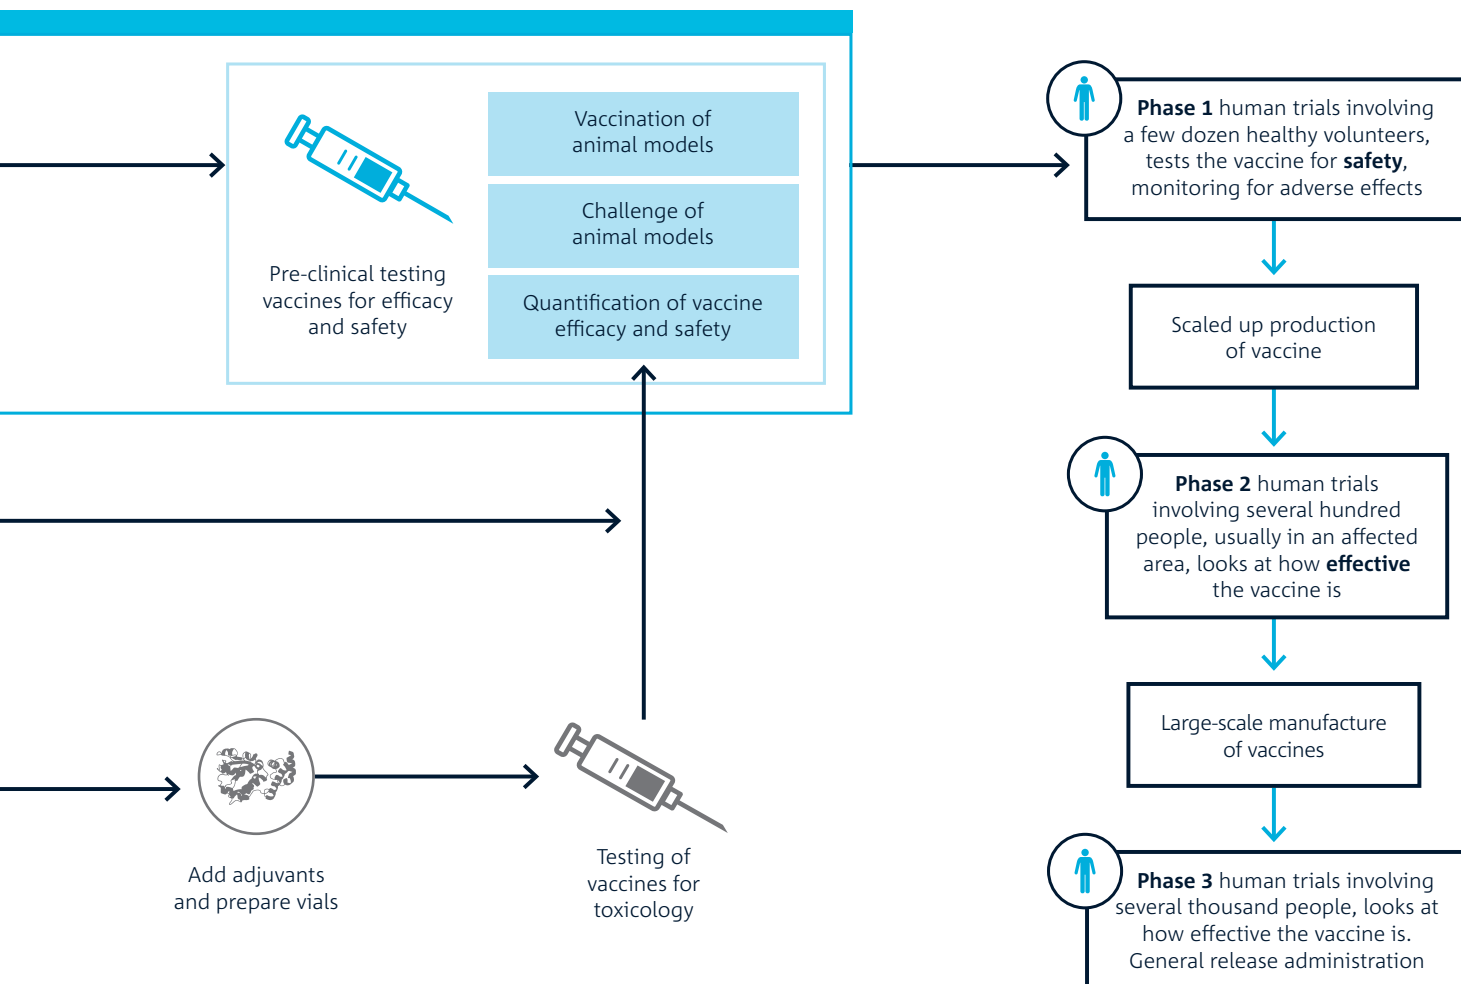 Pre-clinical testing
vaccines for efficacy
and safety
Vaccination of
animal models
Challenge of
animal models
Quantification of vaccine
efficacy and safety
Add adjuvants
and prepare vials
Testing of
vaccines for
toxicology
Phase 1 human trials involving
a few dozen healthy volunteers,
tests the vaccine for safety,
monitoring for adverse effects
Scaled up production
of vaccine
Phase 2 human trials
involving several hundred
people, usually in an affected
area, looks at how effective
the vaccine is
Large-scale manufacture
of vaccines
Phase 3 human trials involving
several thousand people, looks at
how effective the vaccine is.
General release administration